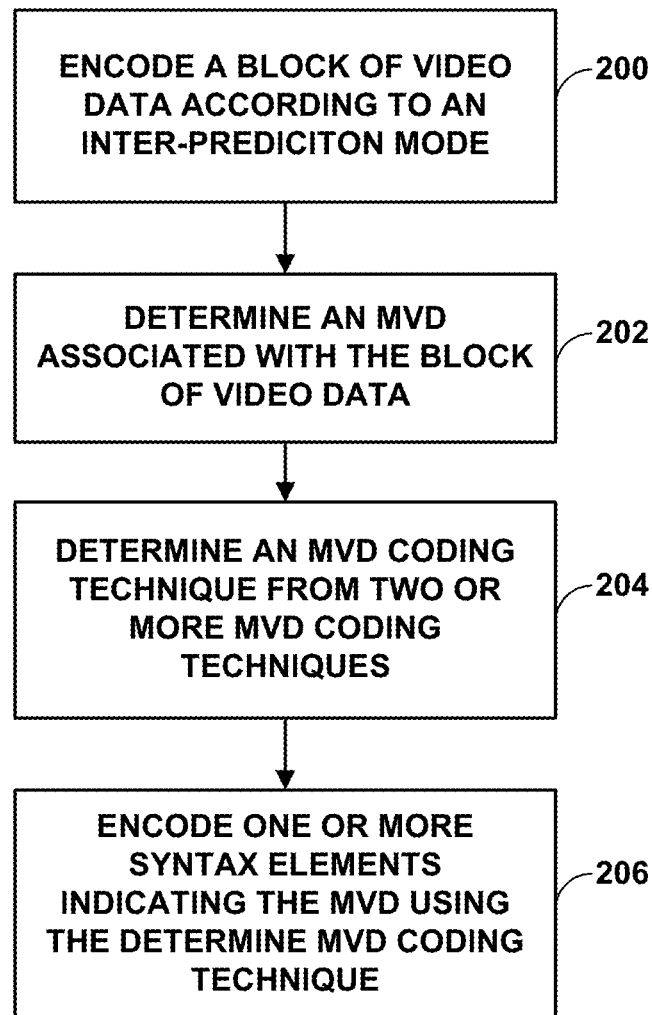 ENCODE A BLOCK OF VIDEO
DATA ACCORDING TO AN
INTER-PREDICITON MODE
200
DETERMINE AN MVD
ASSOCIATED WITH THE BLOCK
OF VIDEO DATA
202
DETERMINE AN MVD CODING
TECHNIQUE FROM TWO OR
MORE MVD CODING
TECHNIQUES
204
ENCODE ONE OR MORE
SYNTAX ELEMENTS
INDICATING THE MVD USING
THE DETERMINE MVD CODING
TECHNIQUE
206